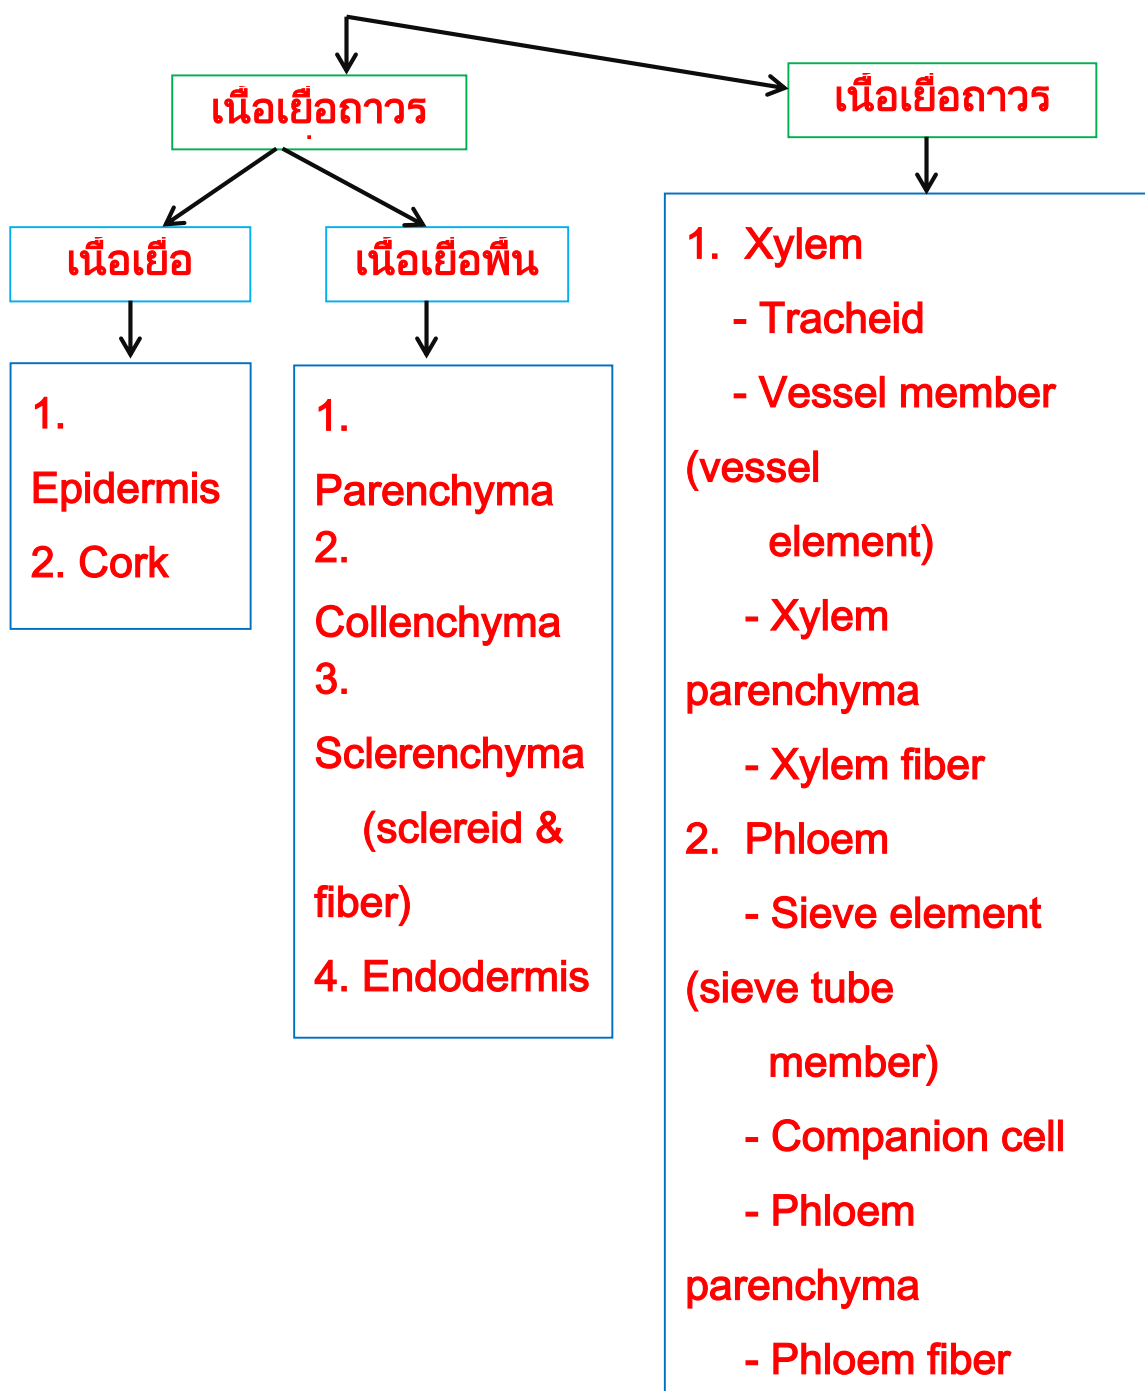 เนื้อเยื่อถาวร
เนื้อเยื่อถาวร
เนื้อเยื่อ
เนื้อเยื่อพื้น
1.
Epidermis
2. Cork
1.
Parenchyma
2.
Collenchyma
3.
Sclerenchyma
(sclereid &
fiber)
4. Endodermis
1. Xylem
- Tracheid
- Vessel member
(vessel
element)
- Xylem
parenchyma
- Xylem fiber
2. Phloem
- Sieve element
(sieve tube
member)
- Companion cell
- Phloem
parenchyma
- Phloem fiber